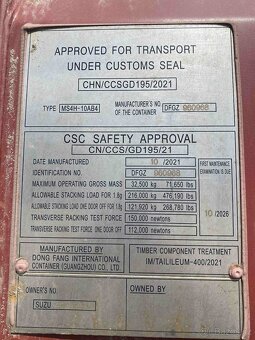 APPROVED FOR TRANSPORT
UNDER CUSTOMS SEAL
CHN/CCSGD195/2021
TYPE MS4H-10AB4 MANUFACTURER'S NO. OF THE CONTAINER DFGZ 960968
CSC SAFETY APPROVAL
CN/CCS/GD195/21
DATE MANUFACTURED 10 /2021
IDENTIFICATION NO. DFGZ 960968
MAXIMUM OPERATING GROSS MASS 32,500 kg 71,650 lbs
ALLOWABLE STACKING LOAD FOR 1.8g 216,000 kg 476,190 lbs
ALLOWABLE STACKING LOAD ONE DOOR OFF FOR 1.8g 121,920 kg 268,780 lbs
TRANSVERSE RACKING TEST FORCE 150,000 newtons
TRANSVERSE RACKING TEST FORCE ONE DOOR OFF 112,000 newtons
FIRST MAINTENANCE
EXAMINATION IS DUE
10 /2026
MANUFACTURED BY
DONG FANG INTERNATIONAL
CONTAINER (GUANGZHOU) CO., LTD
TIMBER COMPONENT TREATMENT
IM/TAILILEUM-400/2021
OWNER'S NO.:
SUZU
OWNED BY